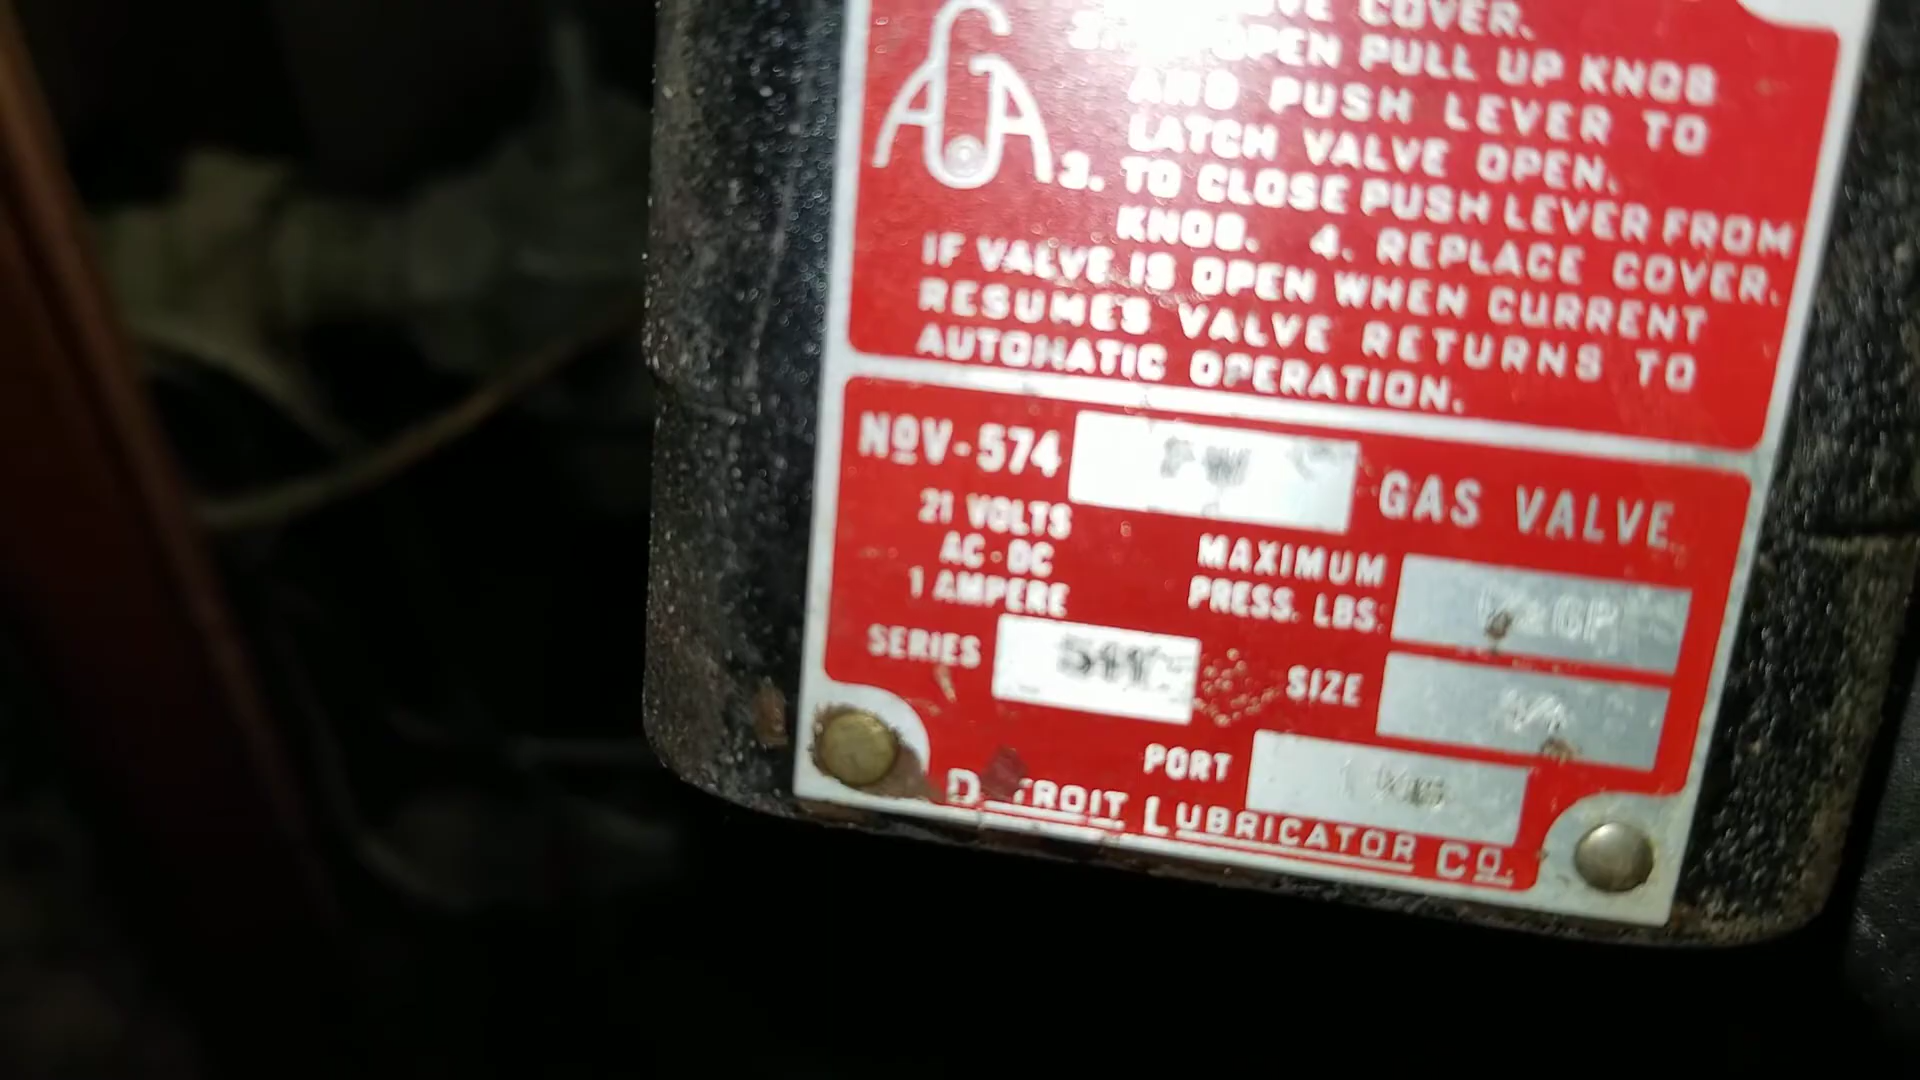 COVER.
OPEN PULL UP KNOB
AND PUSH LEVER TO
LATCH VALVE OPEN.
3. TO CLOSE PUSH LEVER FROM
KNOB. 4. REPLACE COVER.
IF VALVE IS OPEN WHEN CURRENT
RESUMES VALVE RETURNS TO
AUTOMATIC OPERATION.
AGA
No V-574 GAS VALVE
21 VOLTS
AC-DC
1 AMPERE
MAXIMUM
PRESS. LBS.
SERIES
SIZE
PORT
DETROIT LUBRICATOR CO.